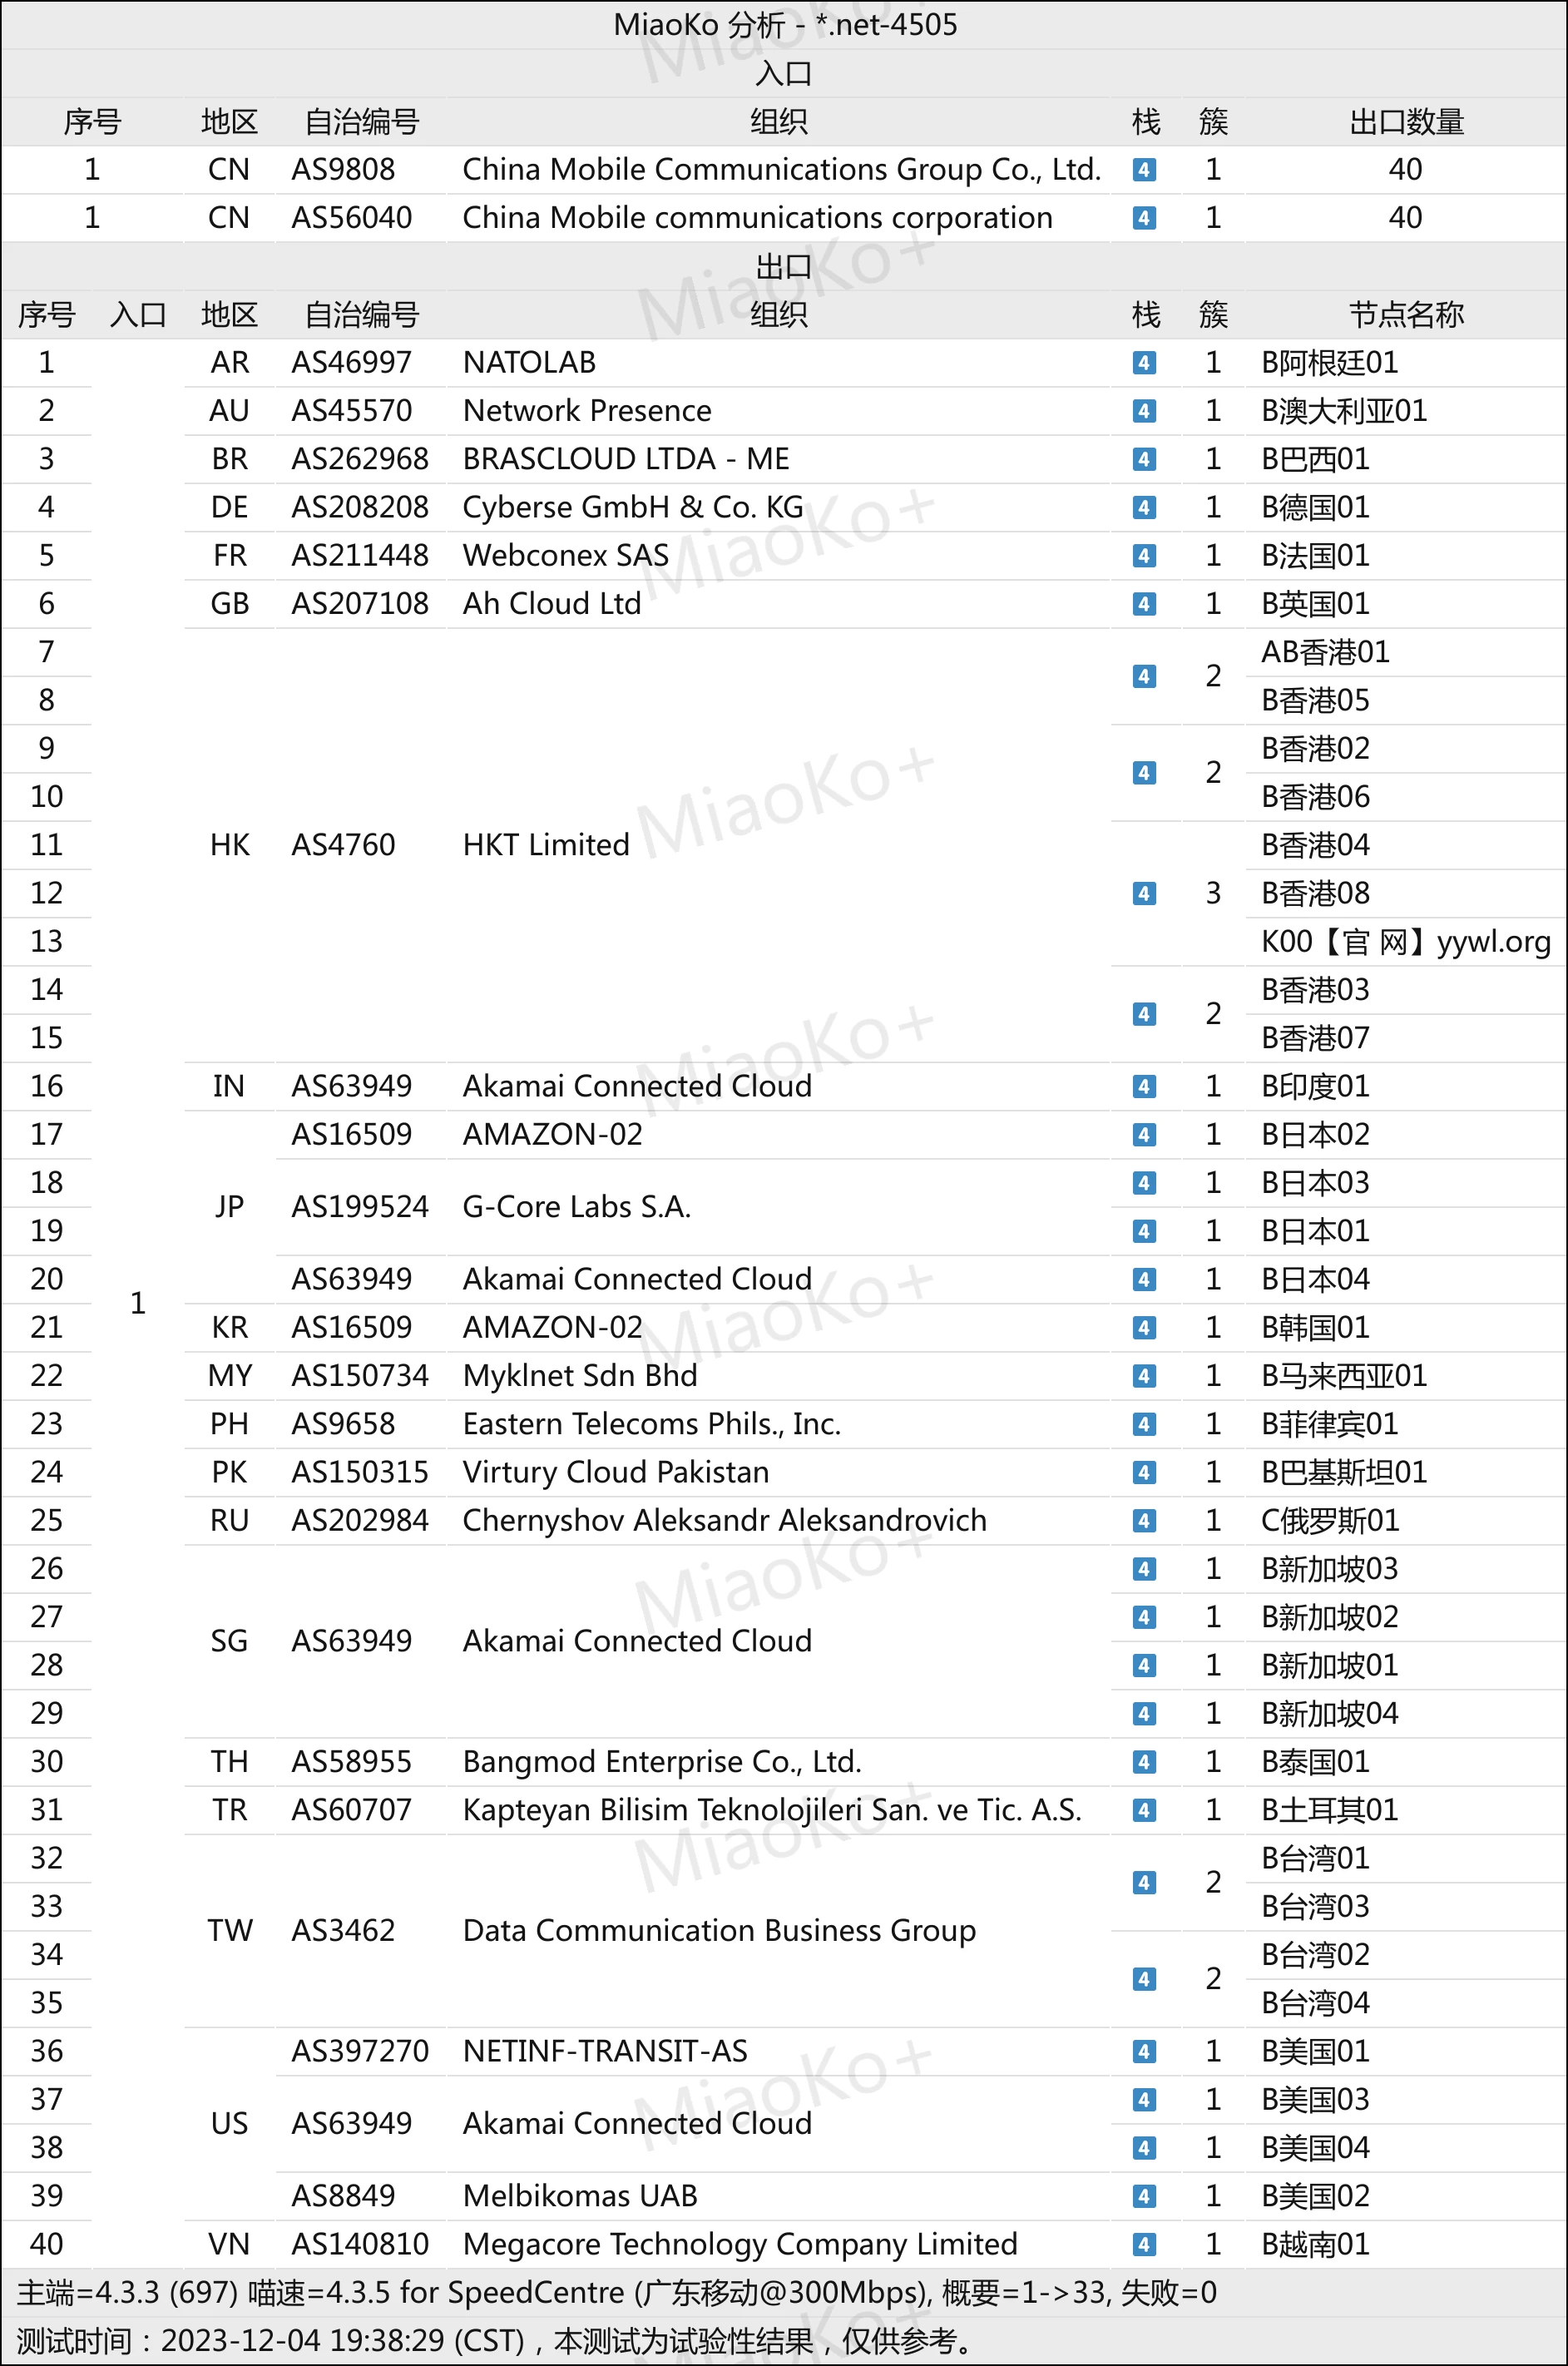 MiaoKo 分析 - *.net-4505
入口
序号 地区 自治编号 组织 栈 簇 出口数量
1 CN AS9808 China Mobile Communications Group Co., Ltd. 4 1 40
1 CN AS56040 China Mobile communications corporation 4 1 40
出口
序号 入口 地区 自治编号 组织 栈 簇 节点名称
1 AR AS46997 NATOLAB 4 1 B阿根廷01
2 AU AS45570 Network Presence 4 1 B澳大利亚01
3 BR AS262968 BRASCLOUD LTDA - ME 4 1 B巴西01
4 DE AS208208 Cyberse GmbH & Co. KG 4 1 B德国01
5 FR AS211448 Webconex SAS 4 1 B法国01
6 GB AS207108 Ah Cloud Ltd 4 1 B英国01
7 4 2 AB香港01
8 B香港05
9 4 2 B香港02
10 B香港06
11 HK AS4760 HKT Limited B香港04
12 4 3 B香港08
13 K00【官 网】yywl.org
14 4 2 B香港03
15 B香港07
16 IN AS63949 Akamai Connected Cloud 4 1 B印度01
17 AS16509 AMAZON-02 4 1 B日本02
18 JP AS199524 G-Core Labs S.A. 4 1 B日本03
19 4 1 B日本01
20 AS63949 Akamai Connected Cloud 4 1 B日本04
1
21 KR AS16509 AMAZON-02 4 1 B韩国01
22 MY AS150734 Myklnet Sdn Bhd 4 1 B马来西亚01
23 PH AS9658 Eastern Telecoms Phils., Inc. 4 1 B菲律宾01
24 PK AS150315 Virtury Cloud Pakistan 4 1 B巴基斯坦01
25 RU AS202984 Chernyshov Aleksandr Aleksandrovich 4 1 C俄罗斯01
26 4 1 B新加坡03
27 SG AS63949 Akamai Connected Cloud 4 1 B新加坡02
28 4 1 B新加坡01
29 4 1 B新加坡04
30 TH AS58955 Bangmod Enterprise Co., Ltd. 4 1 B泰国01
31 TR AS60707 Kapteyan Bilisim Teknolojileri San. ve Tic. A.S. 4 1 B土耳其01
32 4 2 B台湾01
33 B台湾03
TW AS3462 Data Communication Business Group
34 4 2 B台湾02
35 B台湾04
36 AS397270 NETINF-TRANSIT-AS 4 1 B美国01
37 US AS63949 Akamai Connected Cloud 4 1 B美国03
38 4 1 B美国04
39 AS8849 Melbikomas UAB 4 1 B美国02
40 VN AS140810 Megacore Technology Company Limited 4 1 B越南01
主端=4.3.3 (697) 喵速=4.3.5 for SpeedCentre (广东移动@300Mbps), 概要=1->33, 失败=0
测试时间：2023-12-04 19:38:29 (CST)，本测试为试验性结果，仅供参考。
MiaoKo+
MiaoKo+
MiaoKo+
MiaoKo+
MiaoKo+
MiaoKo+
MiaoKo+
MiaoKo+
MiaoKo+
MiaoKo+